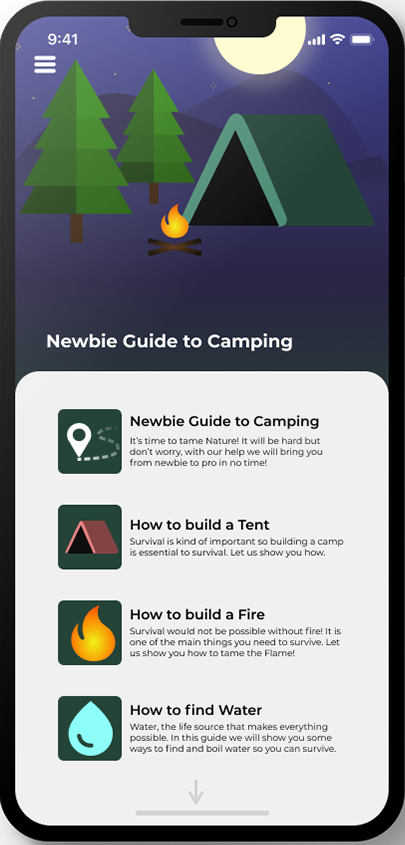 9:41
Newbie Guide to Camping
Newbie Guide to Camping
It's time to tame Nature! It will be hard but
don't worry, with our help we will bring you
from newbie to pro in no time!
How to build a Tent
Survival is kind of important so building a camp
is essential to survival. Let us show you how.
How to build a Fire
Survival would not be possible without fire! It is
one of the main things you need to survive. Let
us show you how to tame the Flame!
How to find Water
Water, the life source that makes everything
possible. In this guide we will show you some
ways to find and boil water so you can survive.